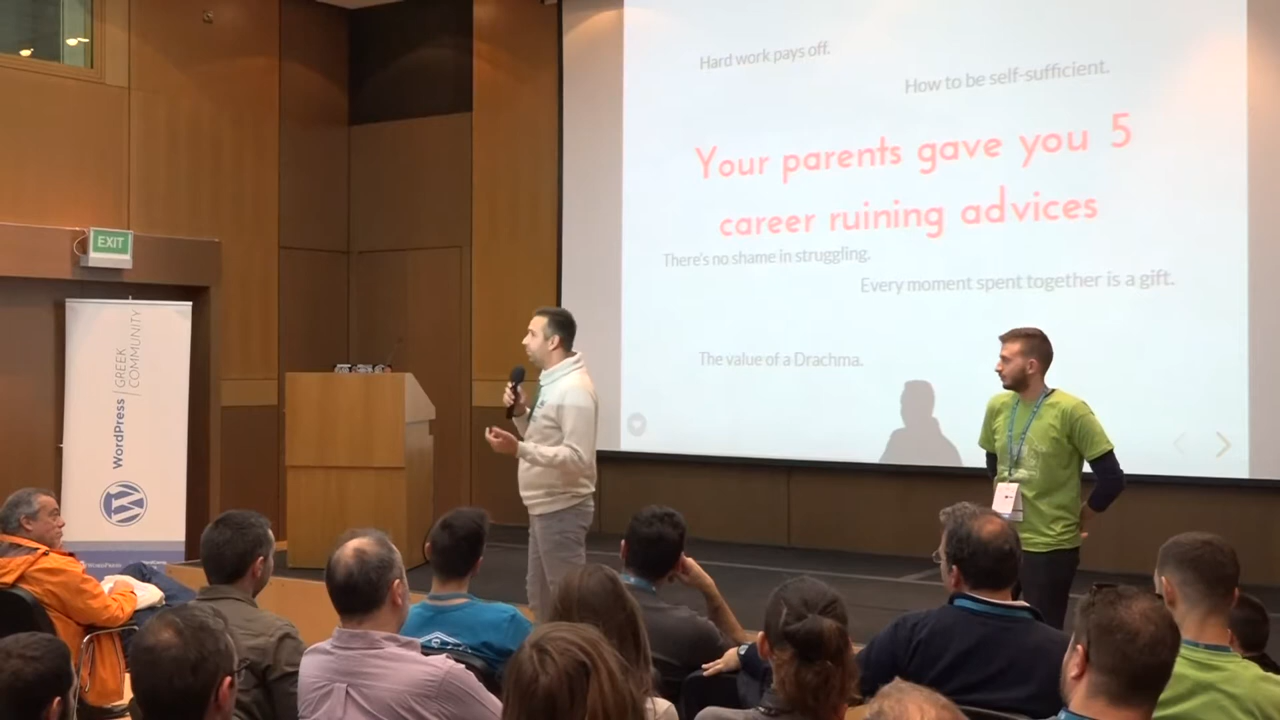 Hard work pays off.
How to be self-sufficient.
Your parents gave you 5
career ruining advices
There's no shame in struggling.
Every moment spent together is a gift.
The value of a Drachma.
EXIT
WordPress | GREEK
COMMUNITY